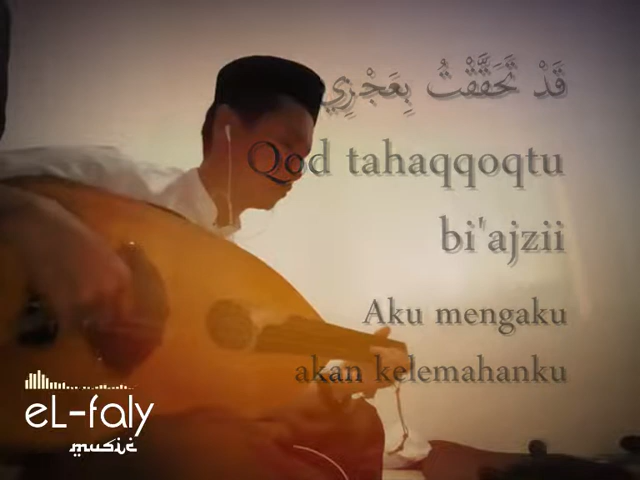 قَدْ تَحَقَّقْتُ بِعَجْزِي
Qod tahaqqoqtu
bi'ajzii
Aku mengaku
akan kelemahanku
eL-faly
music